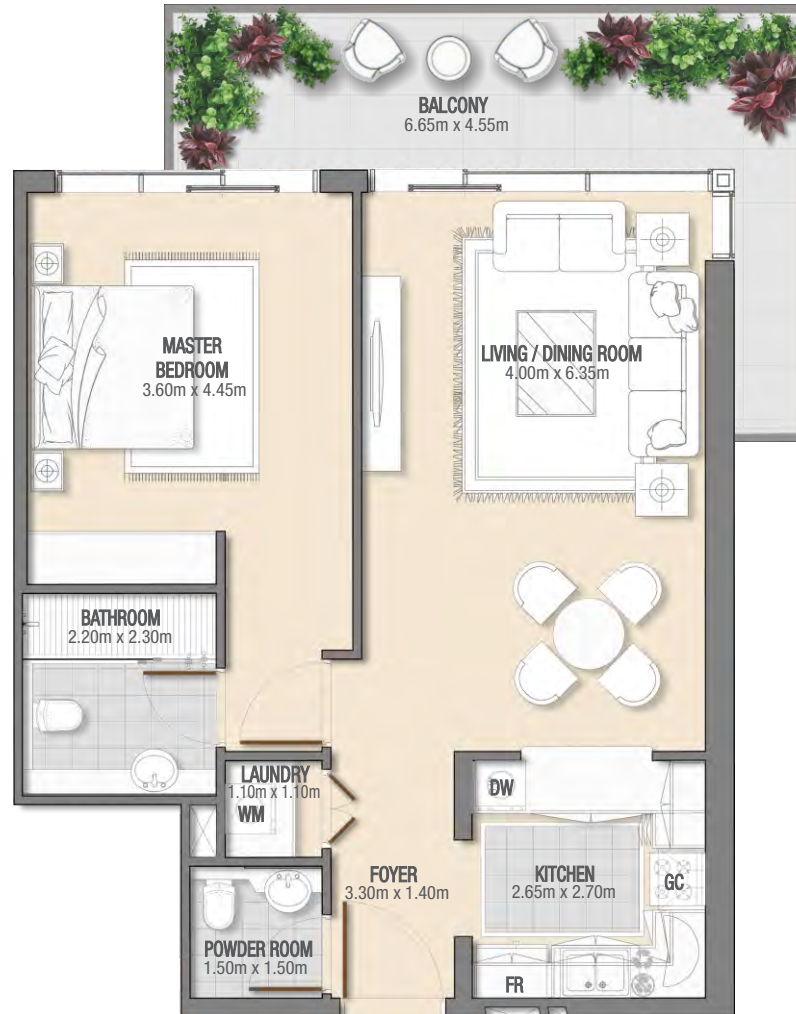 BALCONY
6.65m x 4.55m
MASTER
BEDROOM
3.60m x 4.45m
LIVING / DINING ROOM
4.00m x 6.35m
BATHROOM
2.20m x 2.30m
LAUNDRY
1.10m x 1.10m
WM
DW
FOYER
3.30m x 1.40m
KITCHEN
2.65m x 2.70m
GC
POWDER ROOM
1.50m x 1.50m
FR